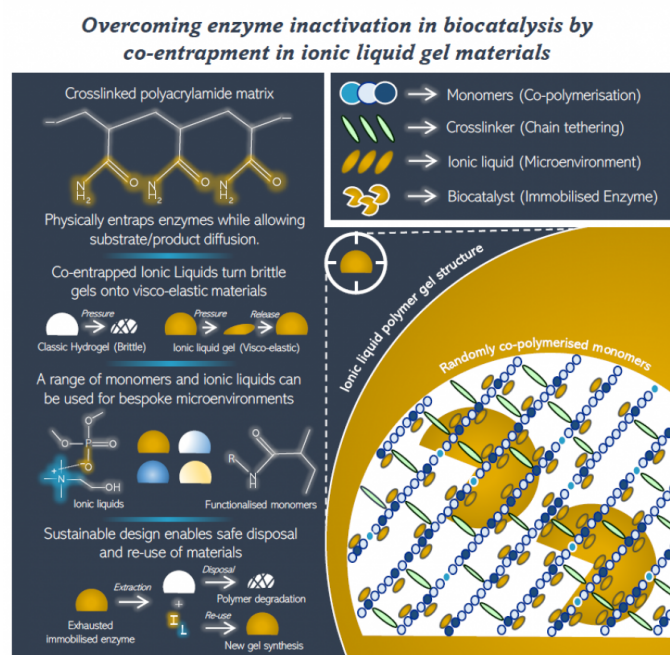 Overcoming enzyme inactivation in biocatalysis by
co-entrapment in ionic liquid gel materials
Crosslinked polyacrylamide matrix
NH₂
O
NH₂
O
NH₂
O
Physically entraps enzymes while allowing
substrate/product diffusion.
Co-entrapped Ionic Liquids turn brittle
gels onto visco-elastic materials
Pressure
Pressure
Release
Classic Hydrogel (Brittle)
Ionic liquid gel (Visco-elastic)
A range of monomers and ionic liquids can
be used for bespoke microenvironments
O
O
P
O
O
-
+
N
OH
O
R
N
H
Ionic liquids
Functionalised monomers
Sustainable design enables safe disposal
and re-use of materials
Extraction
Disposal
Polymer degradation
+
I
L
Re-use
Exhausted
immobilised enzyme
New gel synthesis
Monomers (Co-polymerisation)
Crosslinker (Chain tethering)
Ionic liquid (Microenvironment)
Biocatalyst (Immobilised Enzyme)
Ionic liquid polymer gel structure
Randomly co-polymerised monomers